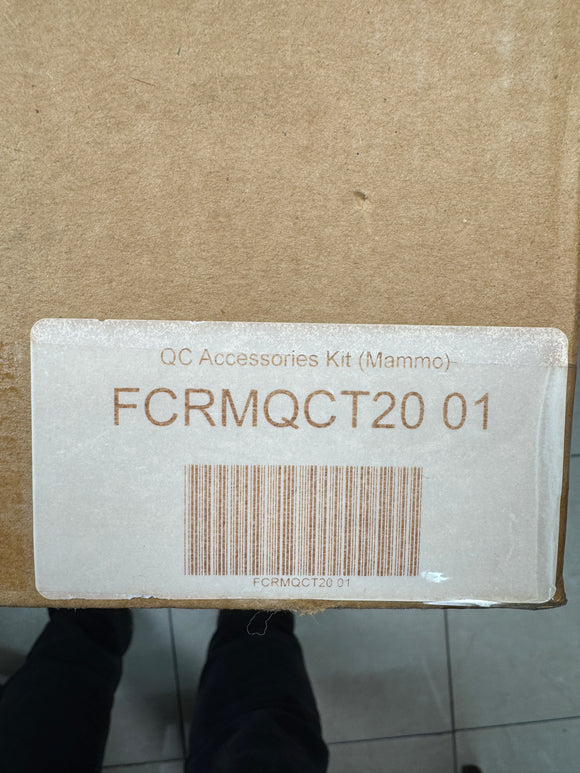 QC Accessories Kit (Mammo)
FCRMQCT20 01
FCRMQCT20 01